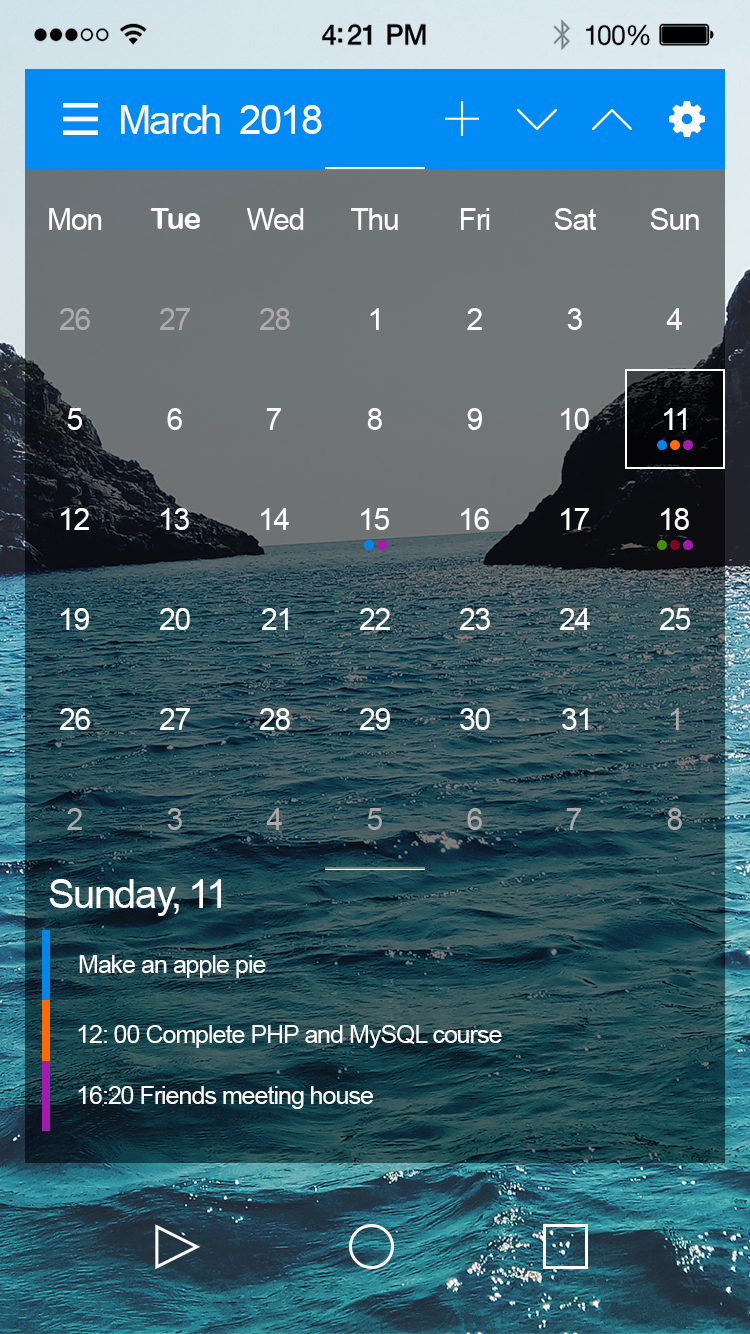 4:21 PM 100%
March 2018
Mon Tue Wed Thu Fri Sat Sun
26 27 28 1 2 3 4
5 6 7 8 9 10 11
12 13 14 15 16 17 18
19 20 21 22 23 24 25
26 27 28 29 30 31 1
2 3 4 5 6 7 8
Sunday, 11
Make an apple pie
12: 00 Complete PHP and MySQL course
16:20 Friends meeting house